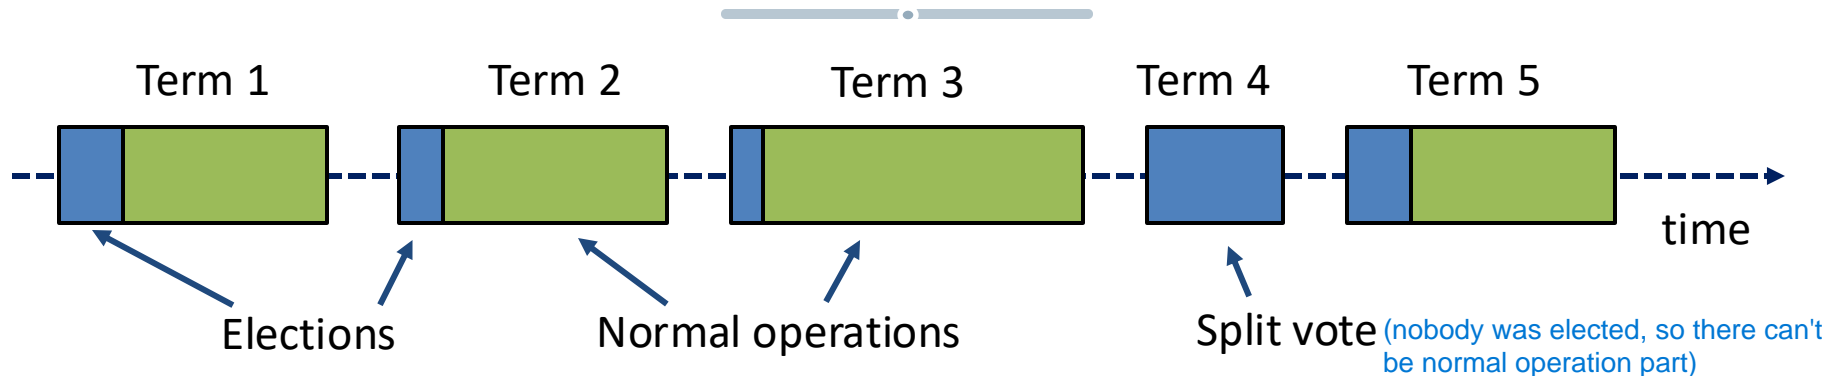 Term 1
Term 2
Term 3
Term 4
Term 5
time
Elections
Normal operations
Split vote (nobody was elected, so there can't
be normal operation part)